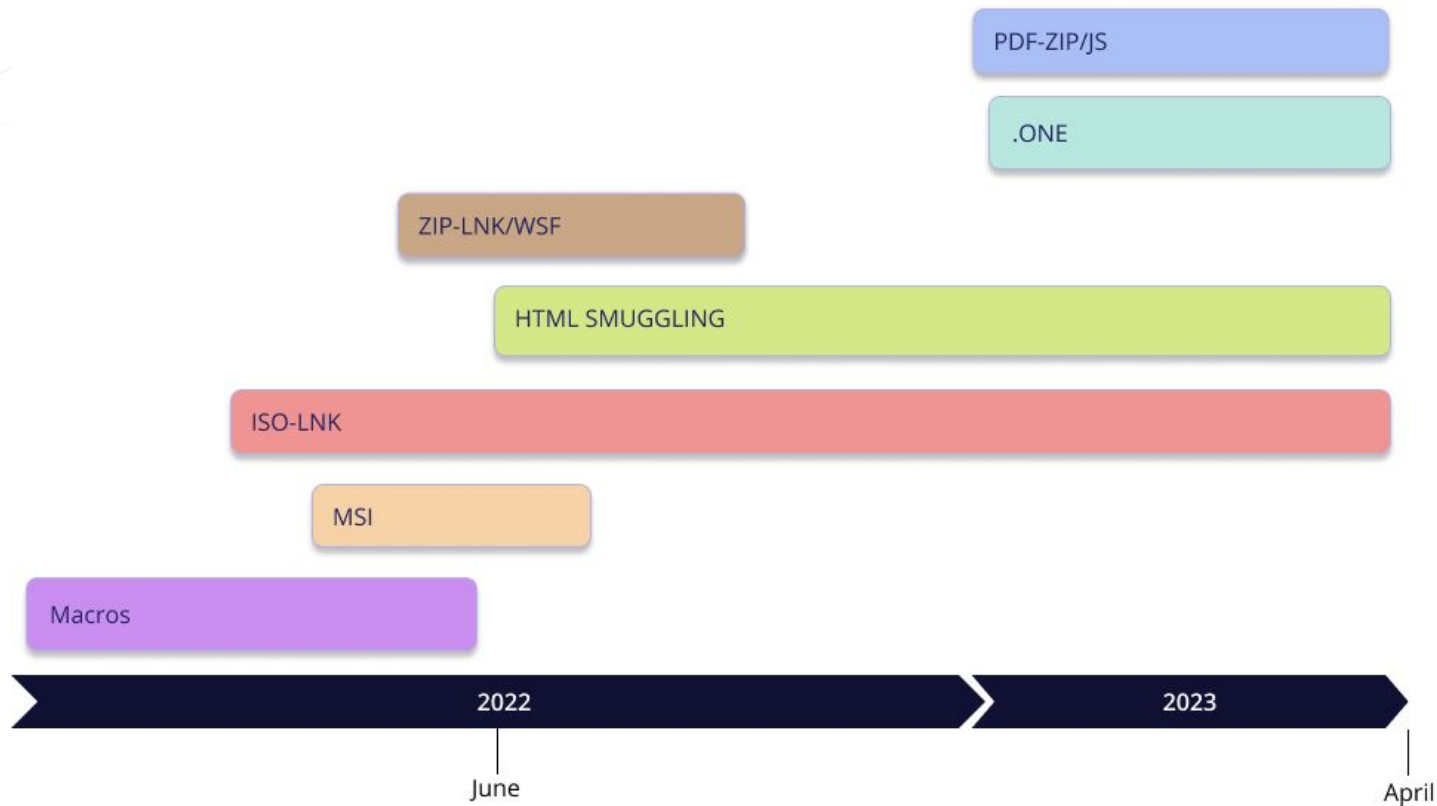 PDF-ZIP/JS
.ONE
ZIP-LNK/WSF
HTML SMUGGLING
ISO-LNK
MSI
Macros
2022
2023
June
April